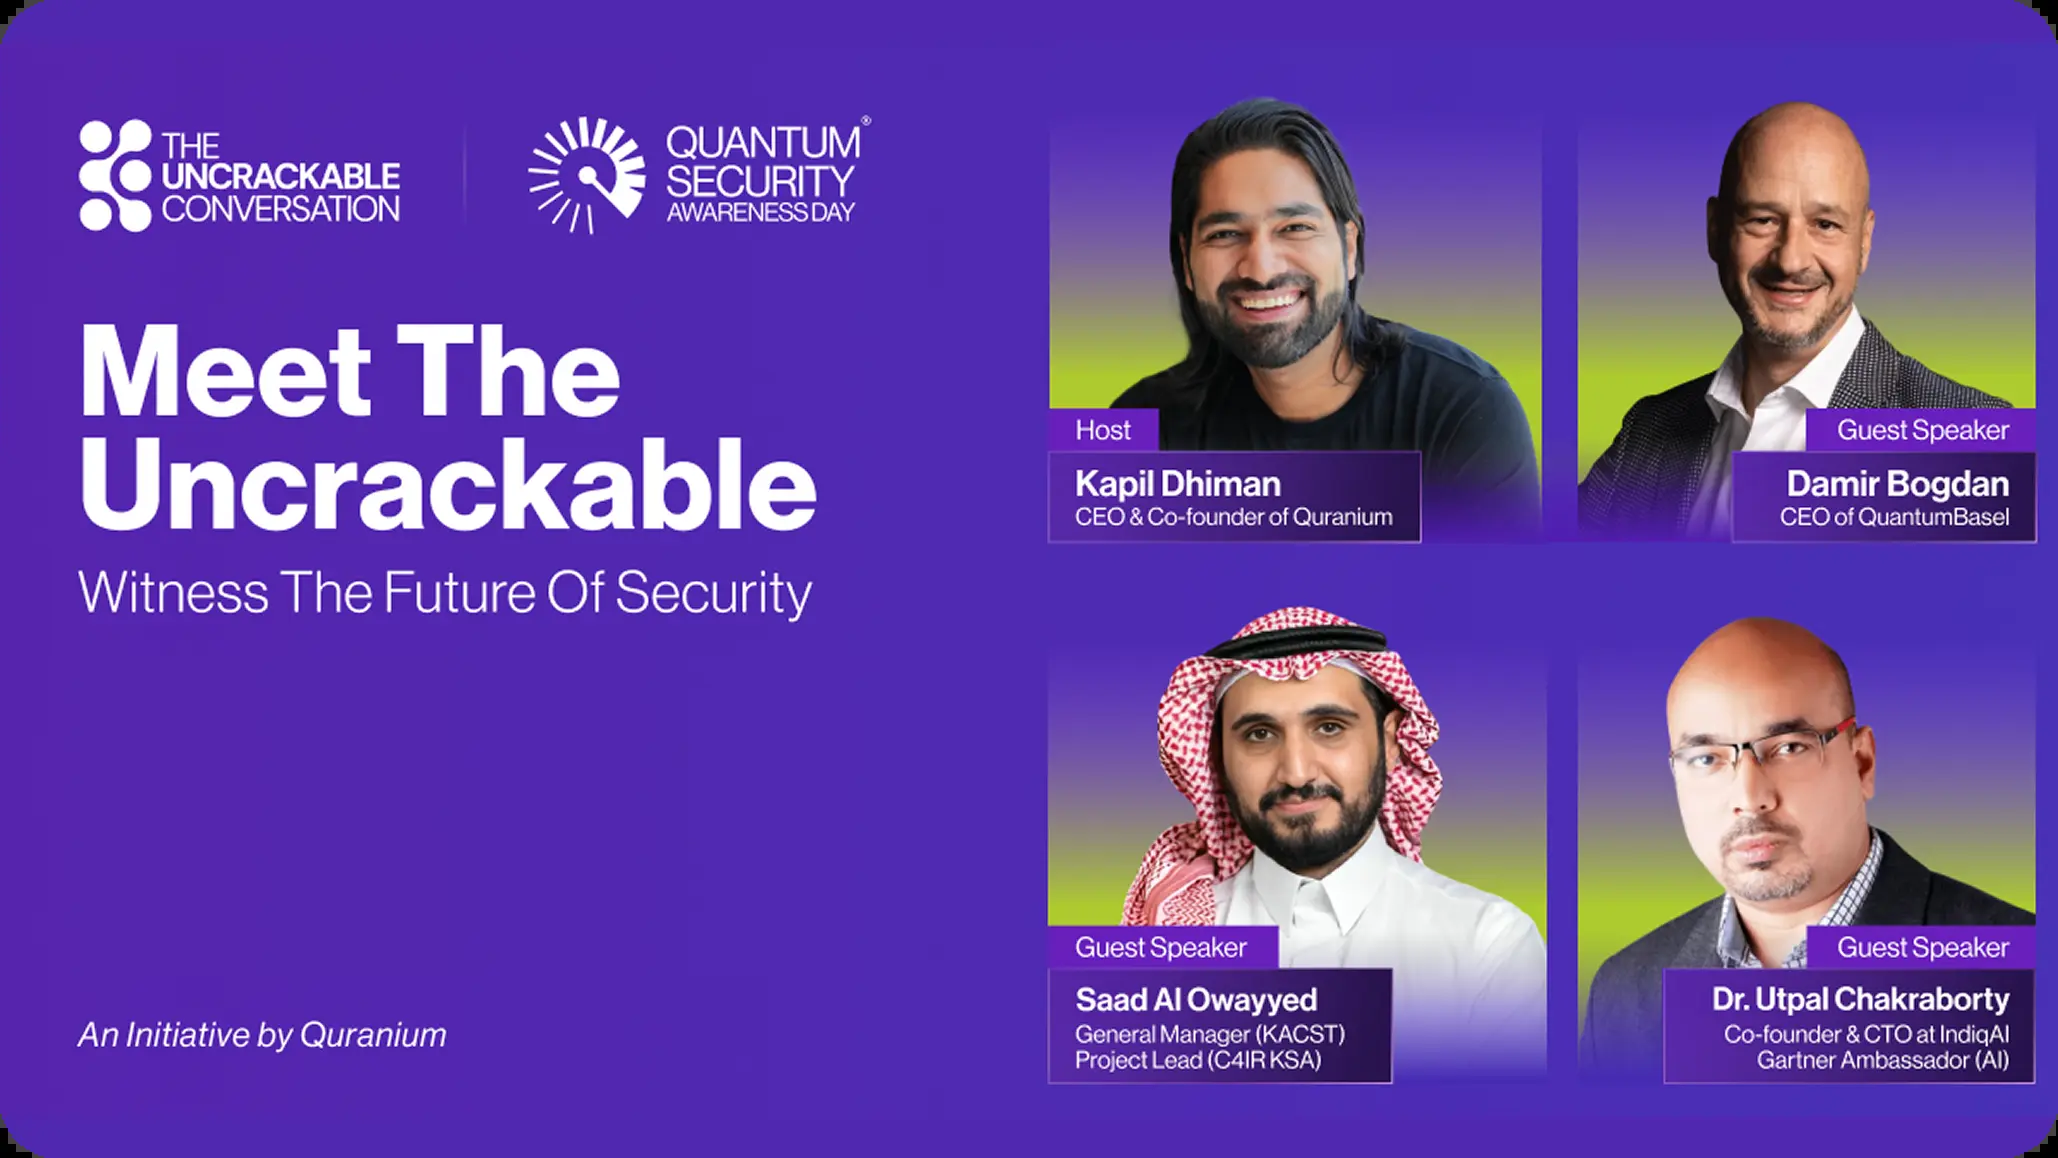 THE
UNCRACKABLE
CONVERSATION
QUANTUM®
SECURITY
AWARENESS DAY
Meet The
Uncrackable
Witness The Future Of Security
An Initiative by Quranium
Host
Kapil Dhiman
CEO & Co-founder of Quranium
Guest Speaker
Damir Bogdan
CEO of QuantumBasel
Guest Speaker
Saad Al Owayyed
General Manager (KACST)
Project Lead (C4IR KSA)
Guest Speaker
Dr. Utpal Chakraborty
Co-founder & CTO at IndiqAI
Gartner Ambassador (AI)